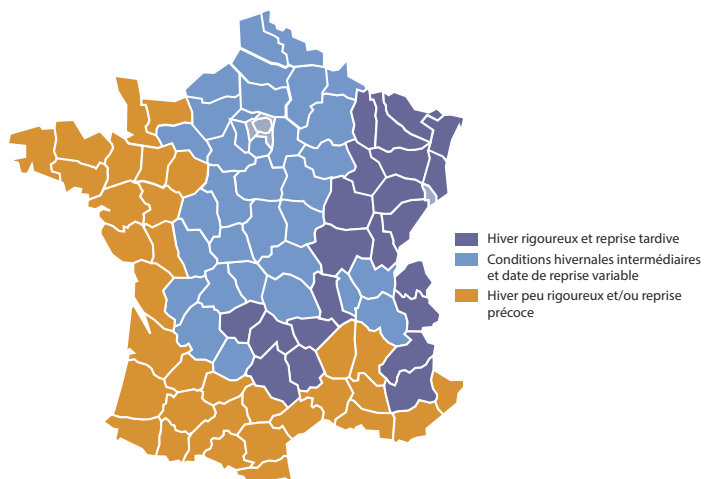 Hiver rigoureux et reprise tardive
Conditions hivernales intermédiaires
et date de reprise variable
Hiver peu rigoureux et/ou reprise
précoce